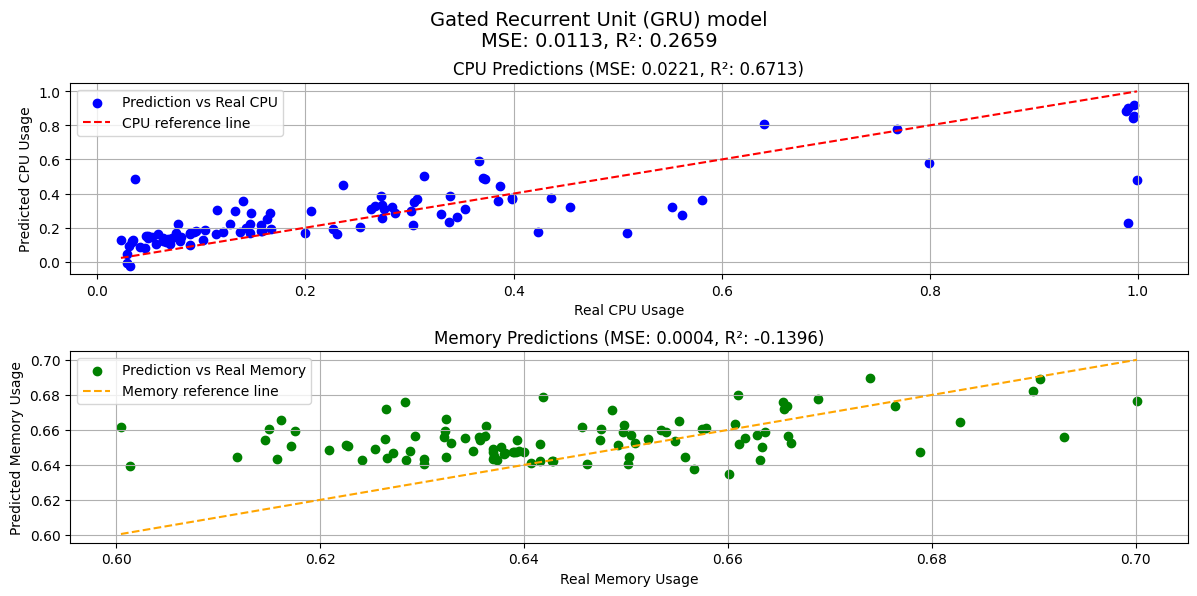 Gated Recurrent Unit (GRU) model
MSE: 0.0113, R²: 0.2659
CPU Predictions (MSE: 0.0221, R²: 0.6713)
Prediction vs Real CPU
CPU reference line
Predicted CPU Usage
1.0
0.8
0.6
0.4
0.2
0.0
0.0 0.2 0.4 0.6 0.8 1.0
Real CPU Usage
Memory Predictions (MSE: 0.0004, R²: -0.1396)
Prediction vs Real Memory
Memory reference line
Predicted Memory Usage
0.70
0.68
0.66
0.64
0.62
0.60
0.60 0.62 0.64 0.66 0.68 0.70
Real Memory Usage